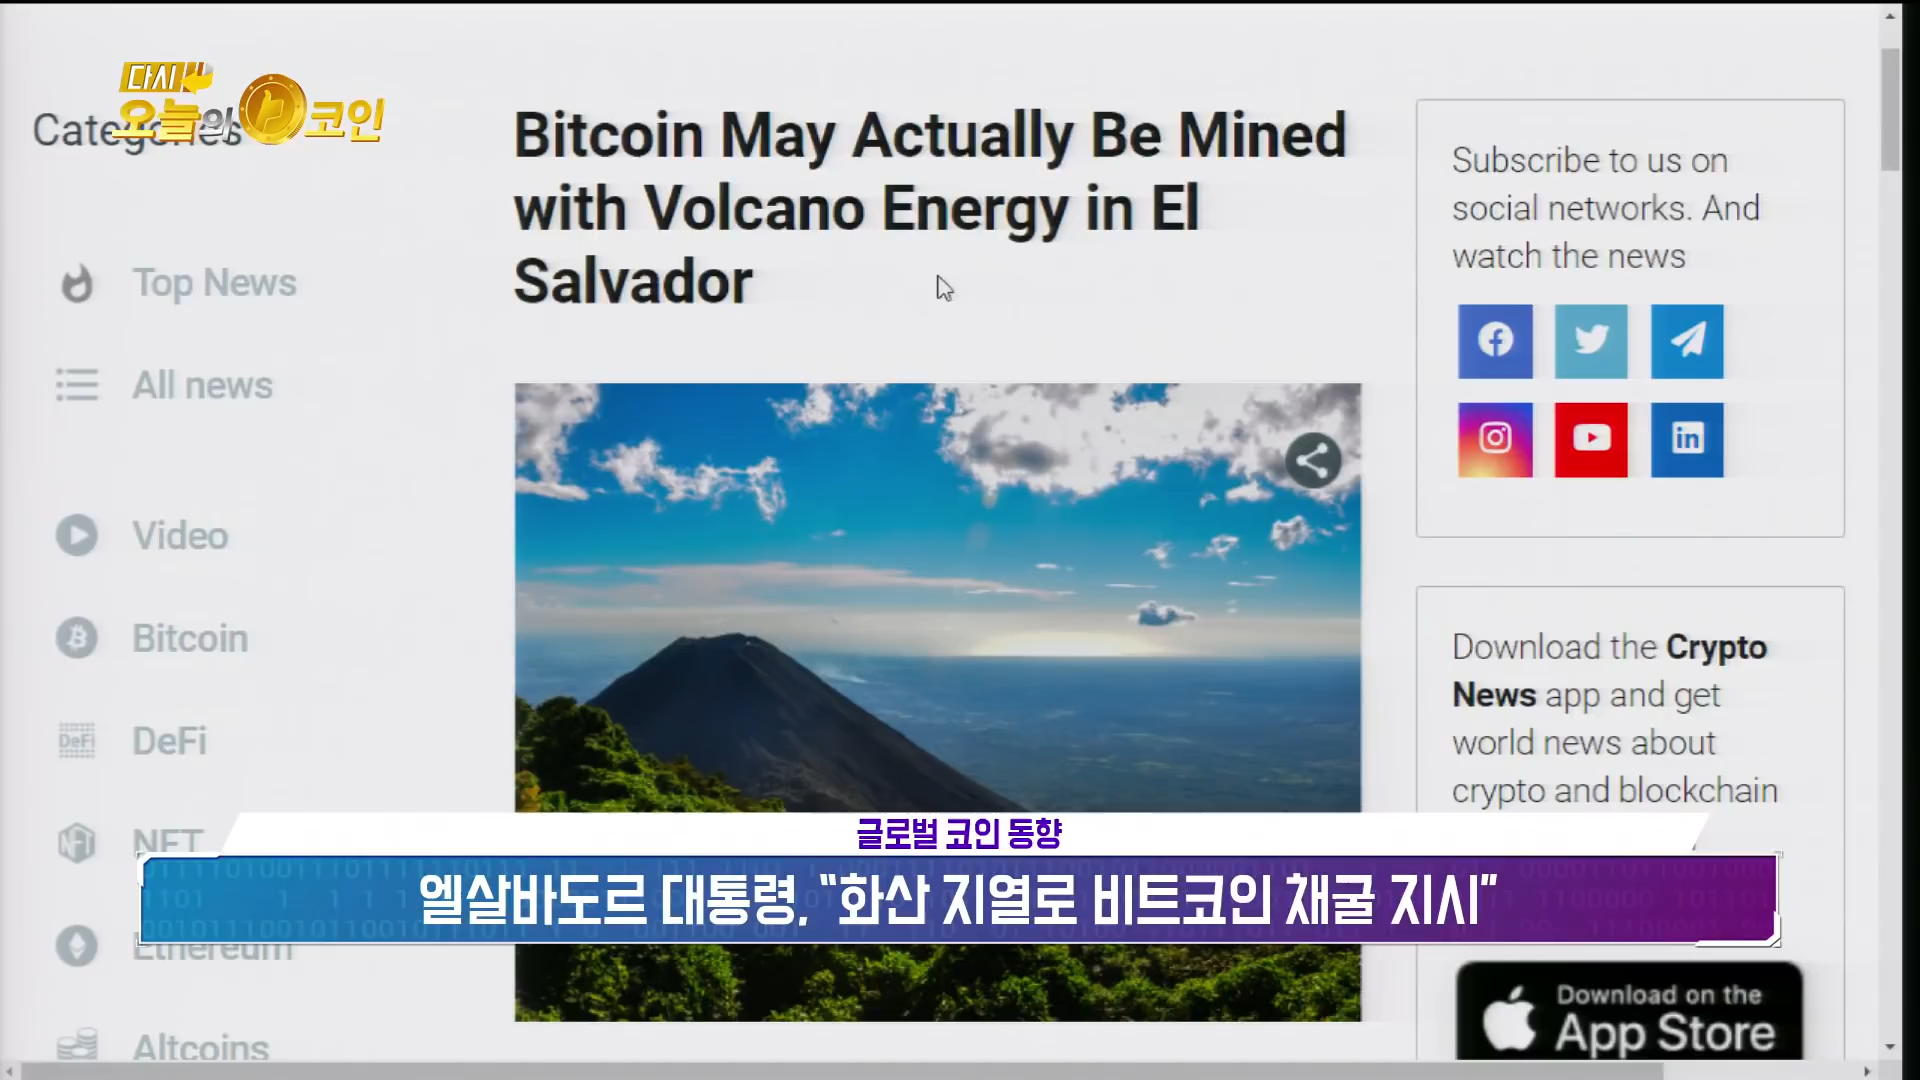 다시
오늘의 코인
Categories
Top News
All news
Video
Bitcoin
DeFi
DeFi
NFT
NFT
Ethereum
Altcoins
Bitcoin May Actually Be Mined
with Volcano Energy in El
Salvador
Subscribe to us on
social networks. And
watch the news
Download the Crypto
News app and get
world news about
crypto and blockchain
Download on the
App Store
글로벌 코인 동향
엘살바도르 대통령, “화산 지열로 비트코인 채굴 지시”